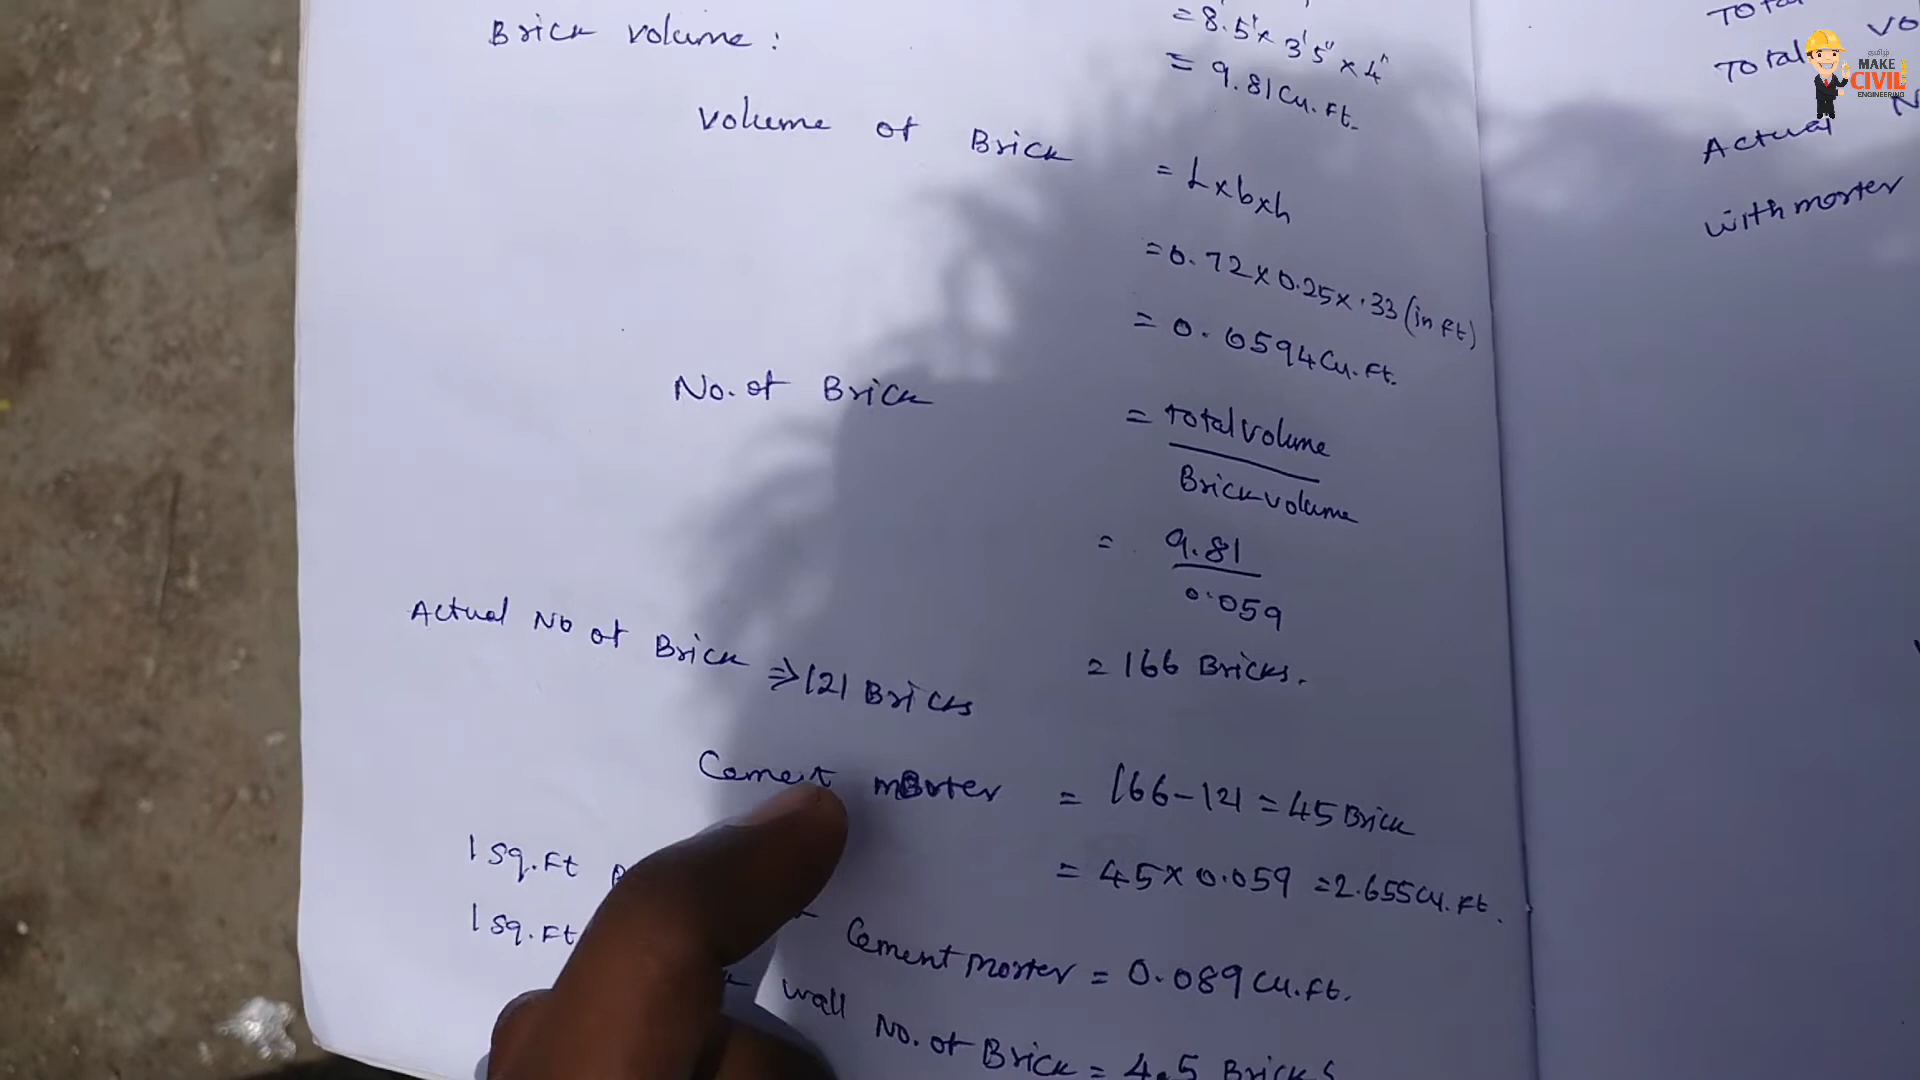 Brick volume :
= 8.5' x 3'5" x 4"
= 9.81 Cu.Ft.
Volume of Brick = L x b x h
= 0.72 x 0.25 x .33 (in Ft)
= 0.0594 Cu.Ft.
No. of Brick = total volume
Brick volume
= 9.81
0.059
= 166 Bricks.
Actual No of Brick ⇒ 121 Bricks
Cement morter = 166 - 121 = 45 Brick
= 45 x 0.059 = 2.655 Cu.Ft.
1 Sq.Ft
1 Sq.Ft
Cement morter = 0.089 Cu.ft.
wall No. of Brick = 4.5 Bricks
Total
Total vo
Actual N
with morter
தமிழ்
MAKE
CIVIL
ENGINEERING